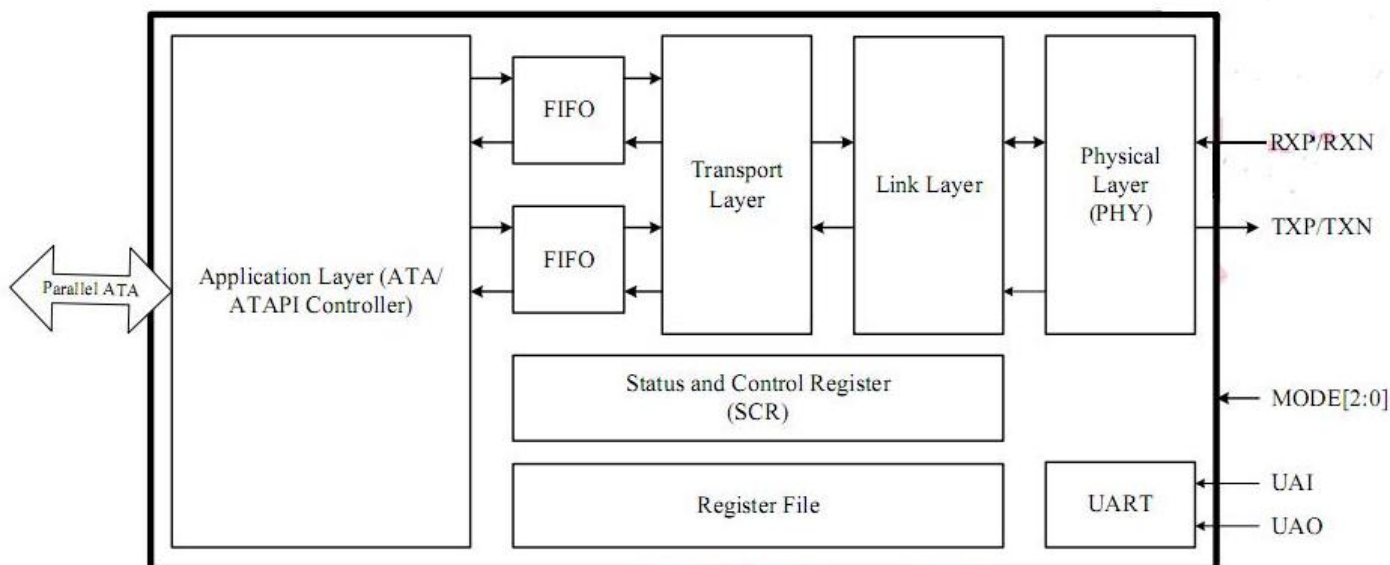 FIFO
RXP/RXN
Transport
Layer
Link Layer
Physical
Layer
(PHY)
TXP/TXN
FIFO
Parallel ATA
Application Layer (ATA/
ATAPI Controller)
Status and Control Register
(SCR)
MODE[2:0]
Register File
UART
UAI
UAO